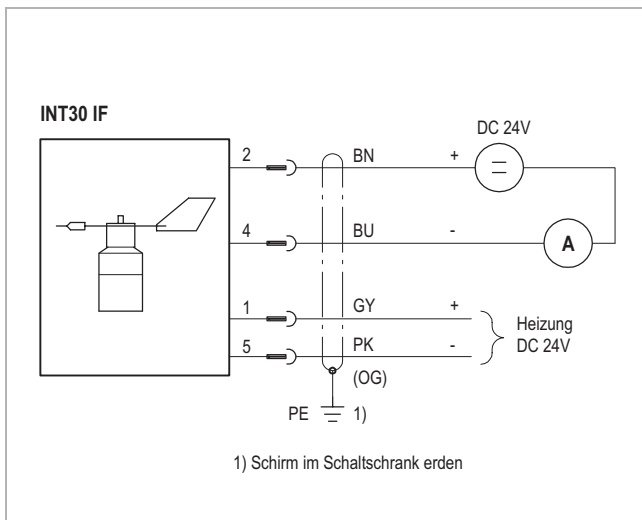 INT30 IF
DC 24V
2 BN +
4 BU - A
1 GY +
Heizung
DC 24V
5 PK -
(OG)
PE 1)
1) Schirm im Schaltschrank erden